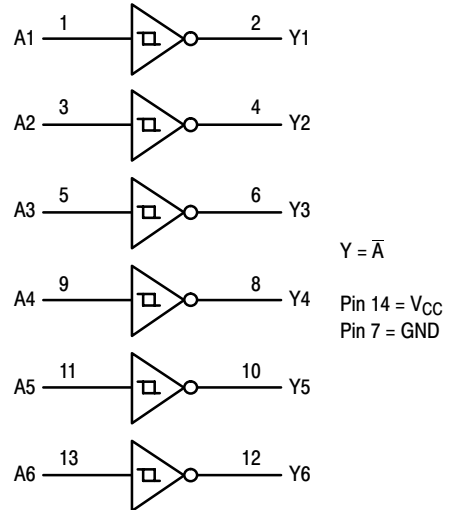 A1 1 2 Y1
A2 3 4 Y2
A3 5 6 Y3
Y = A̅
A4 9 8 Y4
Pin 14 = VCC
Pin 7 = GND
A5 11 10 Y5
A6 13 12 Y6